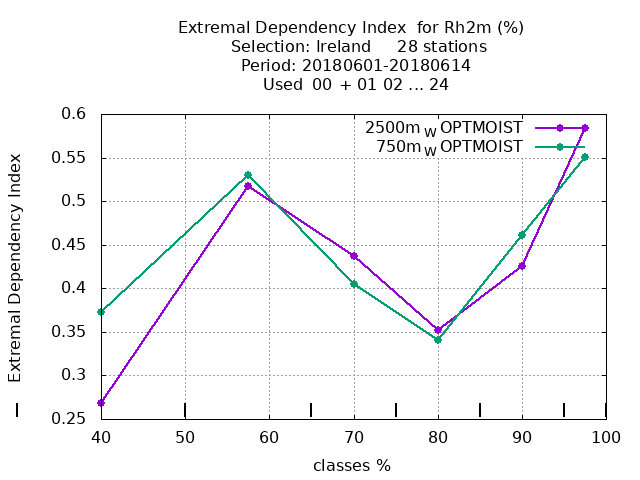 Extremal Dependency Index  for Rh2m (%)
Selection: Ireland     28 stations
Period: 20180601-20180614
Used  00 + 01 02 ... 24
2500m W OPTMOIST
750m W OPTMOIST
Extremal Dependency Index
0.6
0.55
0.5
0.45
0.4
0.35
0.3
0.25
40 50 60 70 80 90 100
classes %